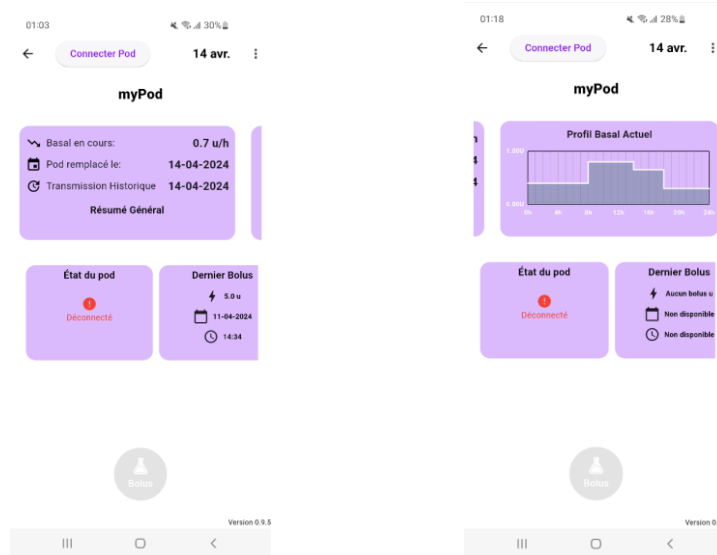 01:03 30%
Connecter Pod 14 avr.
myPod
Basal en cours: 0.7 u/h
Pod remplacé le: 14-04-2024
Transmission Historique 14-04-2024
Résumé Général
État du pod
Déconnecté
Dernier Bolus
5.0 u
11-04-2024
14:34
Bolus
Version 0.9.5
01:18 28%
Connecter Pod 14 avr.
myPod
h
4
4
Profil Basal Actuel
1.00U
0.00U
0h 4h 8h 12h 16h 20h 24h
État du pod
Déconnecté
Dernier Bolus
Aucun bolus u
Non disponible
Non disponible
Bolus
Version 0.